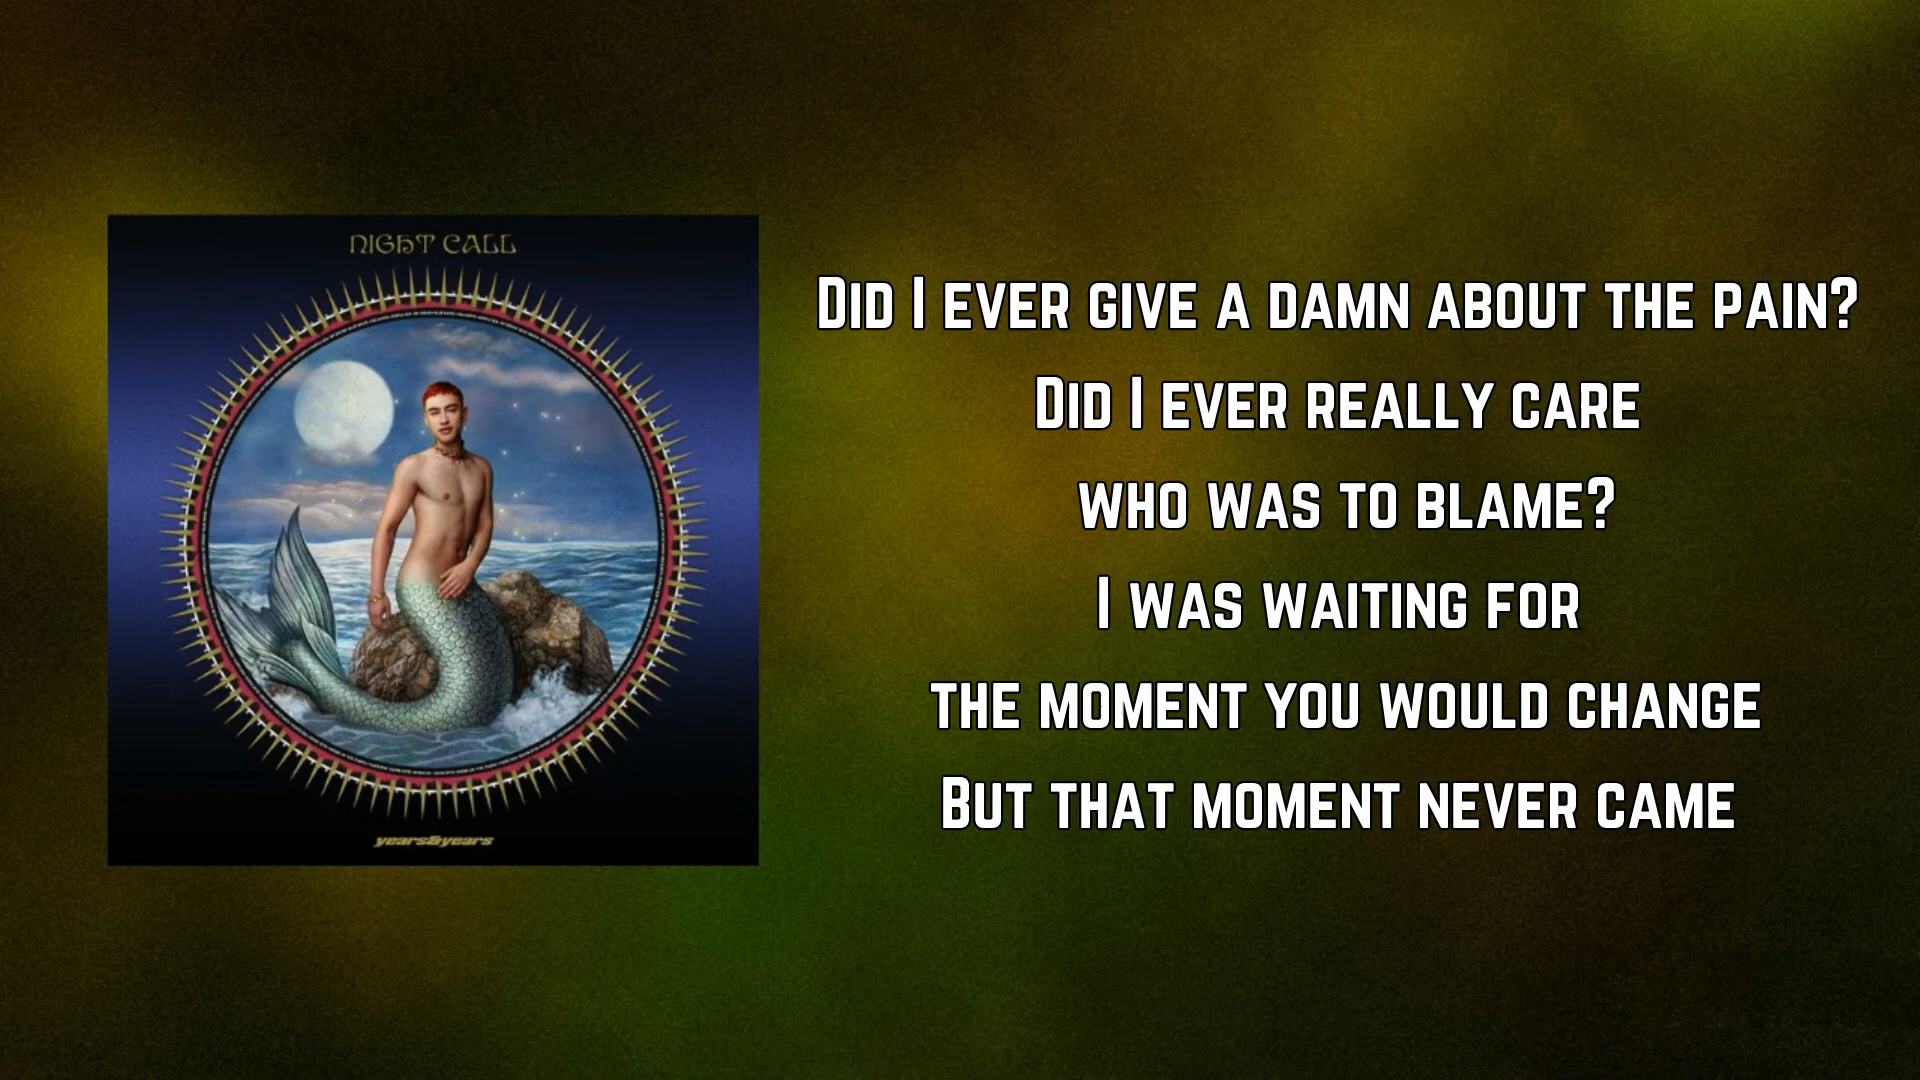 NIGHT CALL
years&years
Did I ever give a damn about the pain?
Did I ever really care
who was to blame?
I was waiting for
the moment you would change
But that moment never came